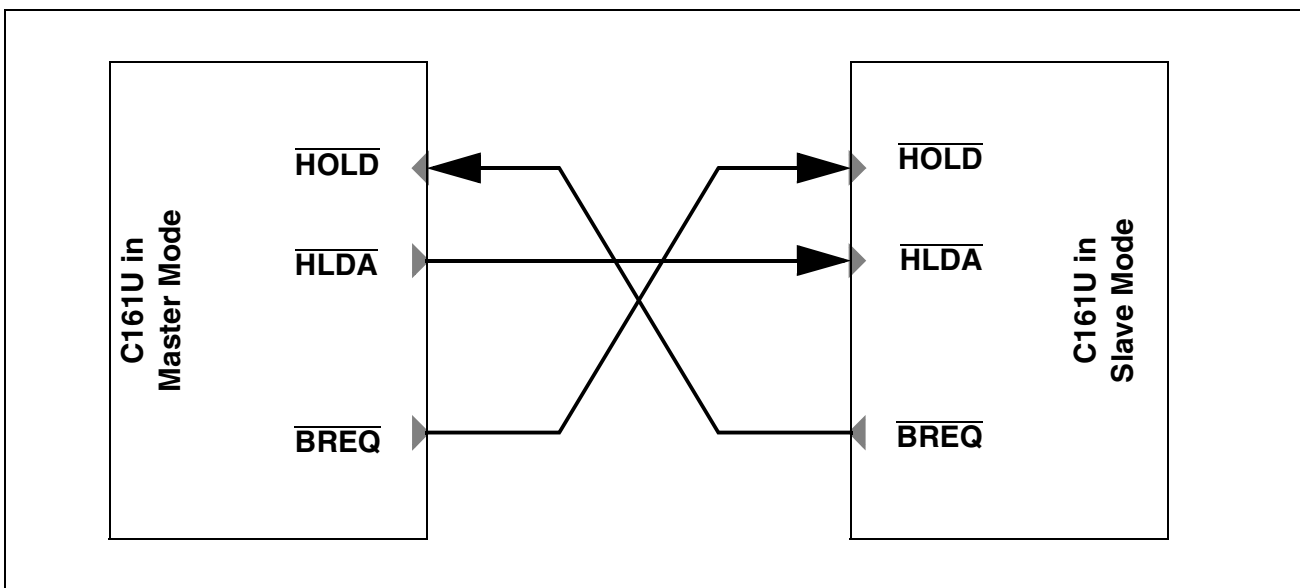 C161U in
Master Mode
HOLD
HLDA
BREQ
HOLD
HLDA
BREQ
C161U in
Slave Mode